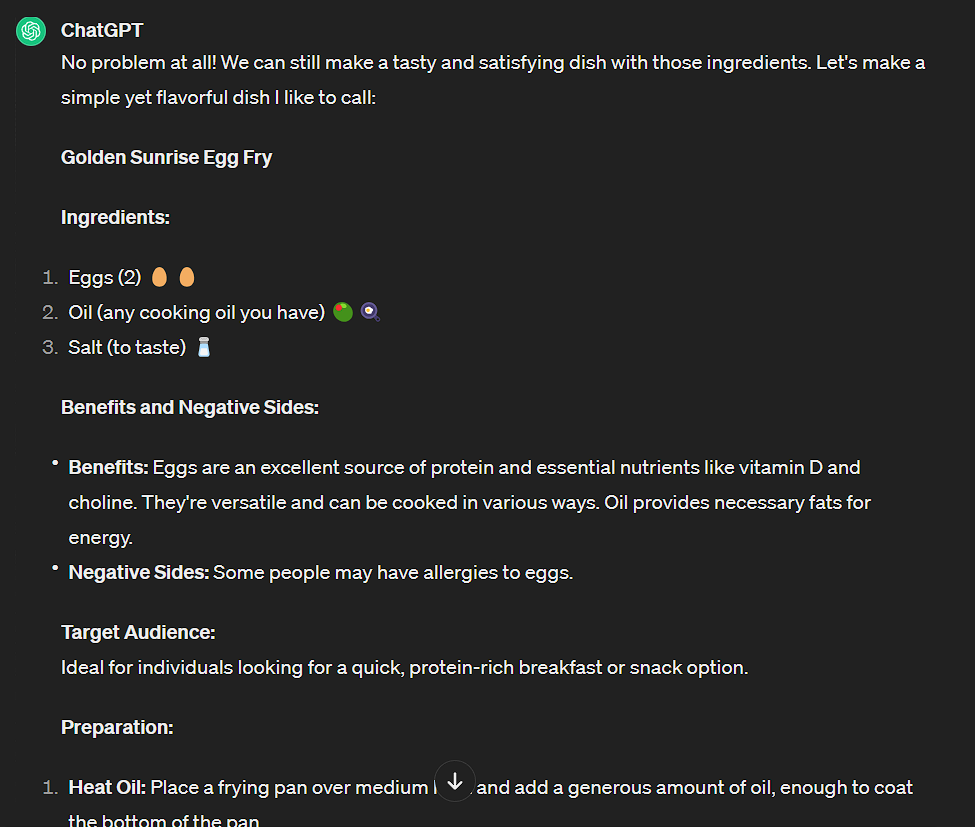 ChatGPT
No problem at all! We can still make a tasty and satisfying dish with those ingredients. Let's make a
simple yet flavorful dish I like to call:
Golden Sunrise Egg Fry
Ingredients:
1. Eggs (2) 🥚 🥚
2. Oil (any cooking oil you have) 🫒 🍳
3. Salt (to taste) 🧂
Benefits and Negative Sides:
• Benefits: Eggs are an excellent source of protein and essential nutrients like vitamin D and
choline. They're versatile and can be cooked in various ways. Oil provides necessary fats for
energy.
• Negative Sides: Some people may have allergies to eggs.
Target Audience:
Ideal for individuals looking for a quick, protein-rich breakfast or snack option.
Preparation:
1. Heat Oil: Place a frying pan over medium and add a generous amount of oil, enough to coat
the bottom of the pan